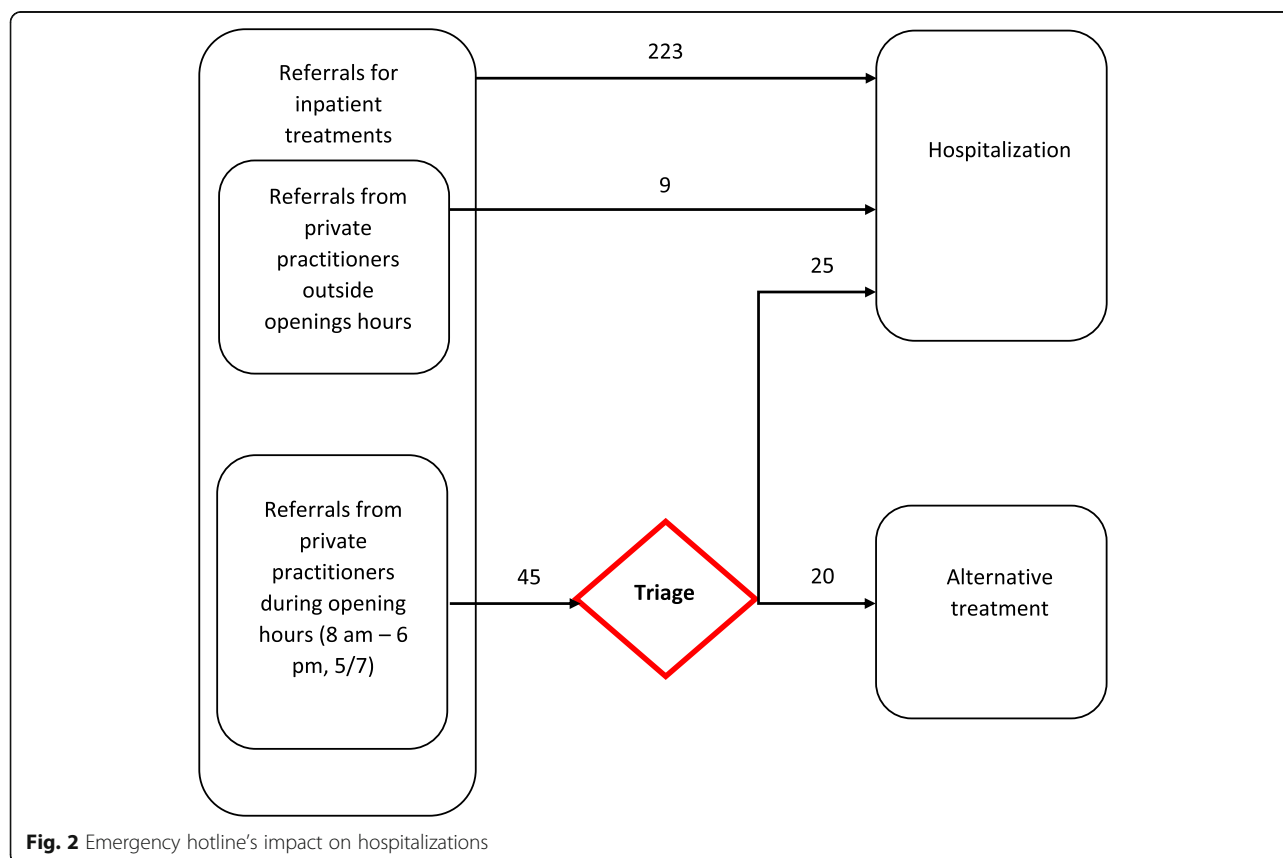 Referrals for
inpatient
treatments
223
Hospitalization
Referrals from
private
practitioners
outside
openings hours
9
25
Referrals from
private
practitioners
during opening
hours (8 am – 6
pm, 5/7)
45
Triage
20
Alternative
treatment
Fig. 2 Emergency hotline's impact on hospitalizations